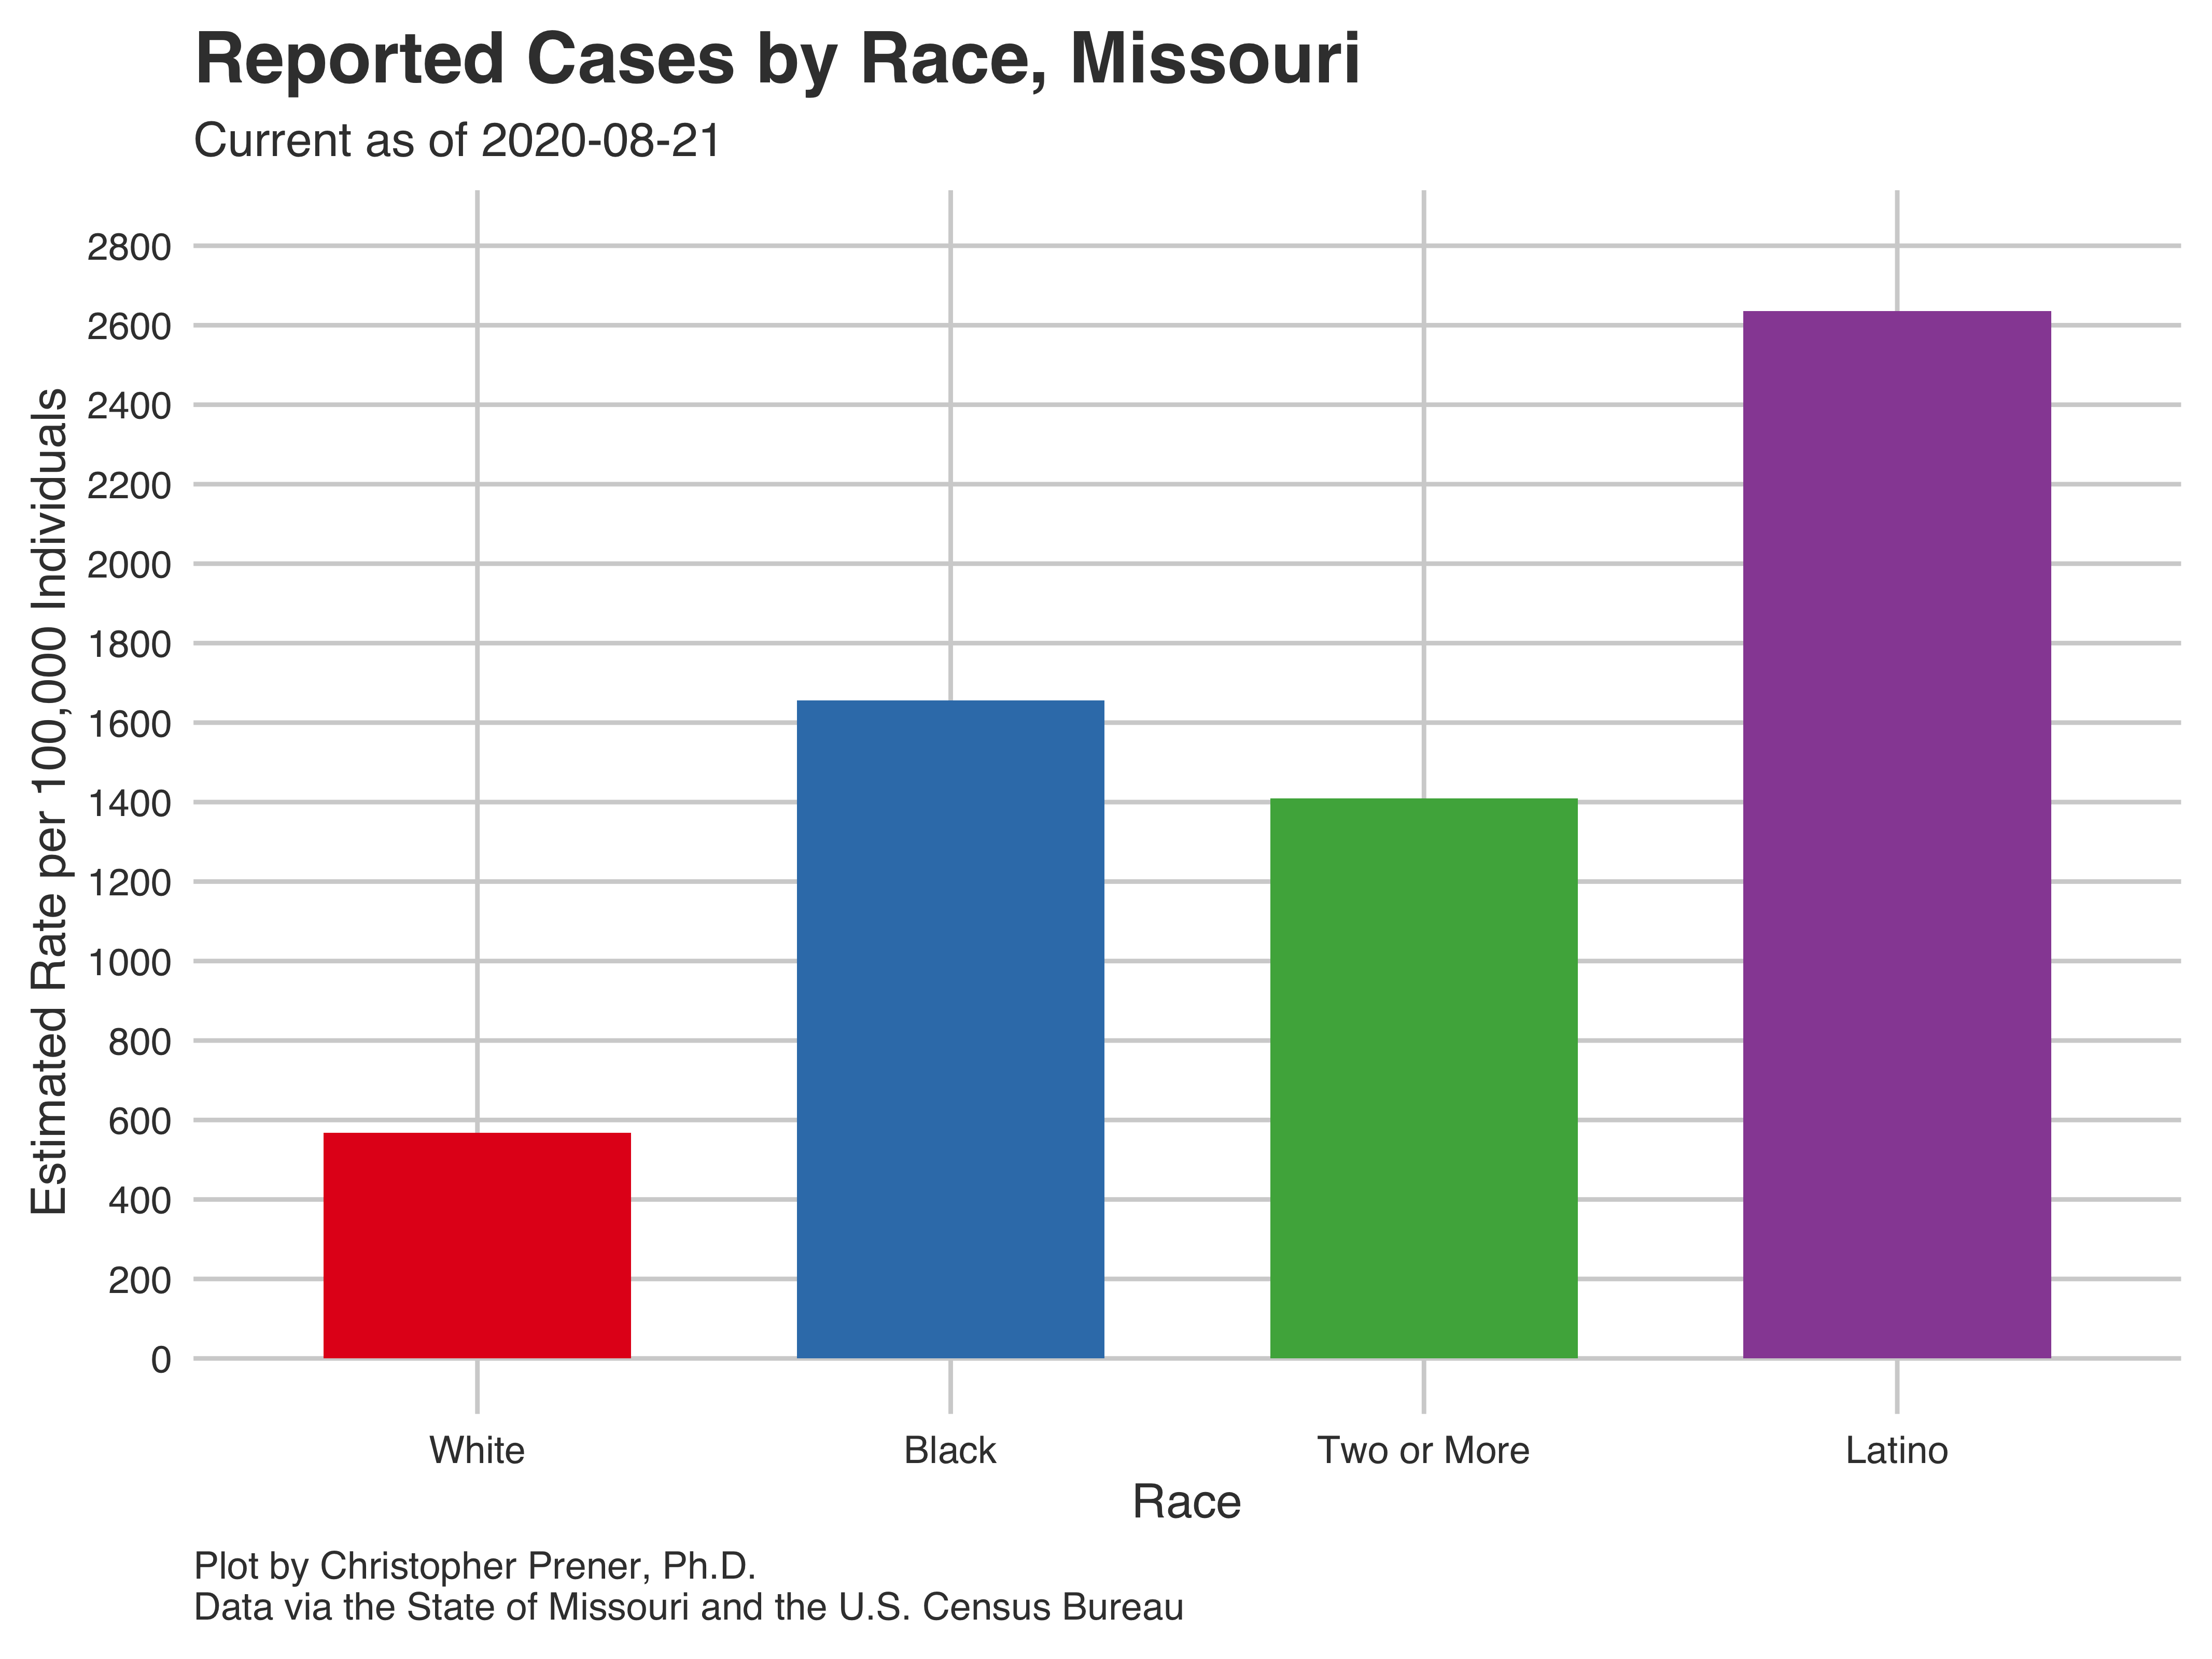 Reported Cases by Race, Missouri
Current as of 2020-08-21
Estimated Rate per 100,000 Individuals
2800
2600
2400
2200
2000
1800
1600
1400
1200
1000
800
600
400
200
0
White Black Two or More Latino
Race
Plot by Christopher Prener, Ph.D.
Data via the State of Missouri and the U.S. Census Bureau